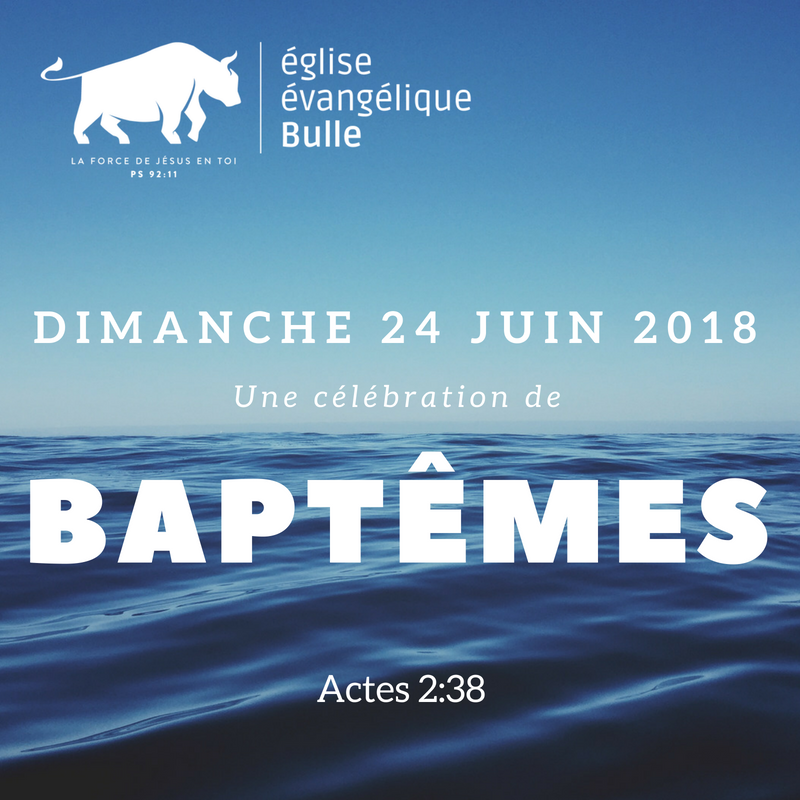 église
évangélique
Bulle
LA FORCE DE JÉSUS EN TOI
PS 92:11
DIMANCHE 24 JUIN 2018
Une célébration de
BAPTÊMES
Actes 2:38